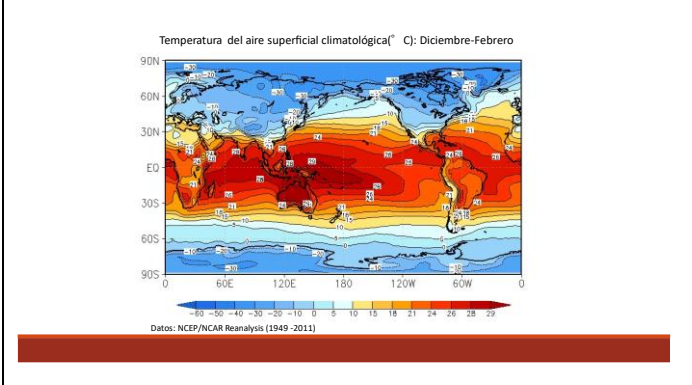 Temperatura del aire superficial climatológica(° C): Diciembre-Febrero
90N
60N
30N
EQ
30S
60S
90S
0 60E 120E 180 120W 60W 0
-60 -50 -40 -30 -20 -10 0 5 10 15 18 21 24 26 28 29
Datos: NCEP/NCAR Reanalysis (1949 -2011)